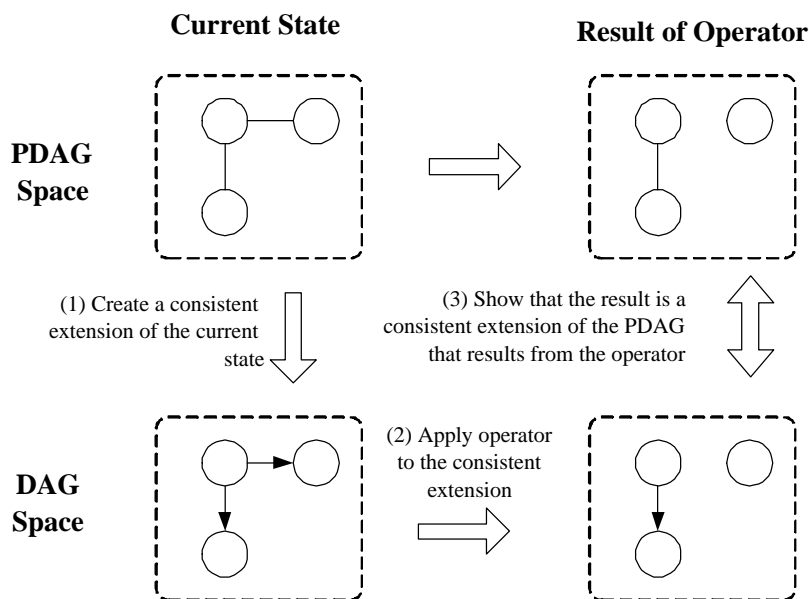 Current State
Result of Operator
PDAG
Space
(1) Create a consistent
extension of the current
state
(3) Show that the result is a
consistent extension of the PDAG
that results from the operator
(2) Apply operator
to the consistent
extension
DAG
Space